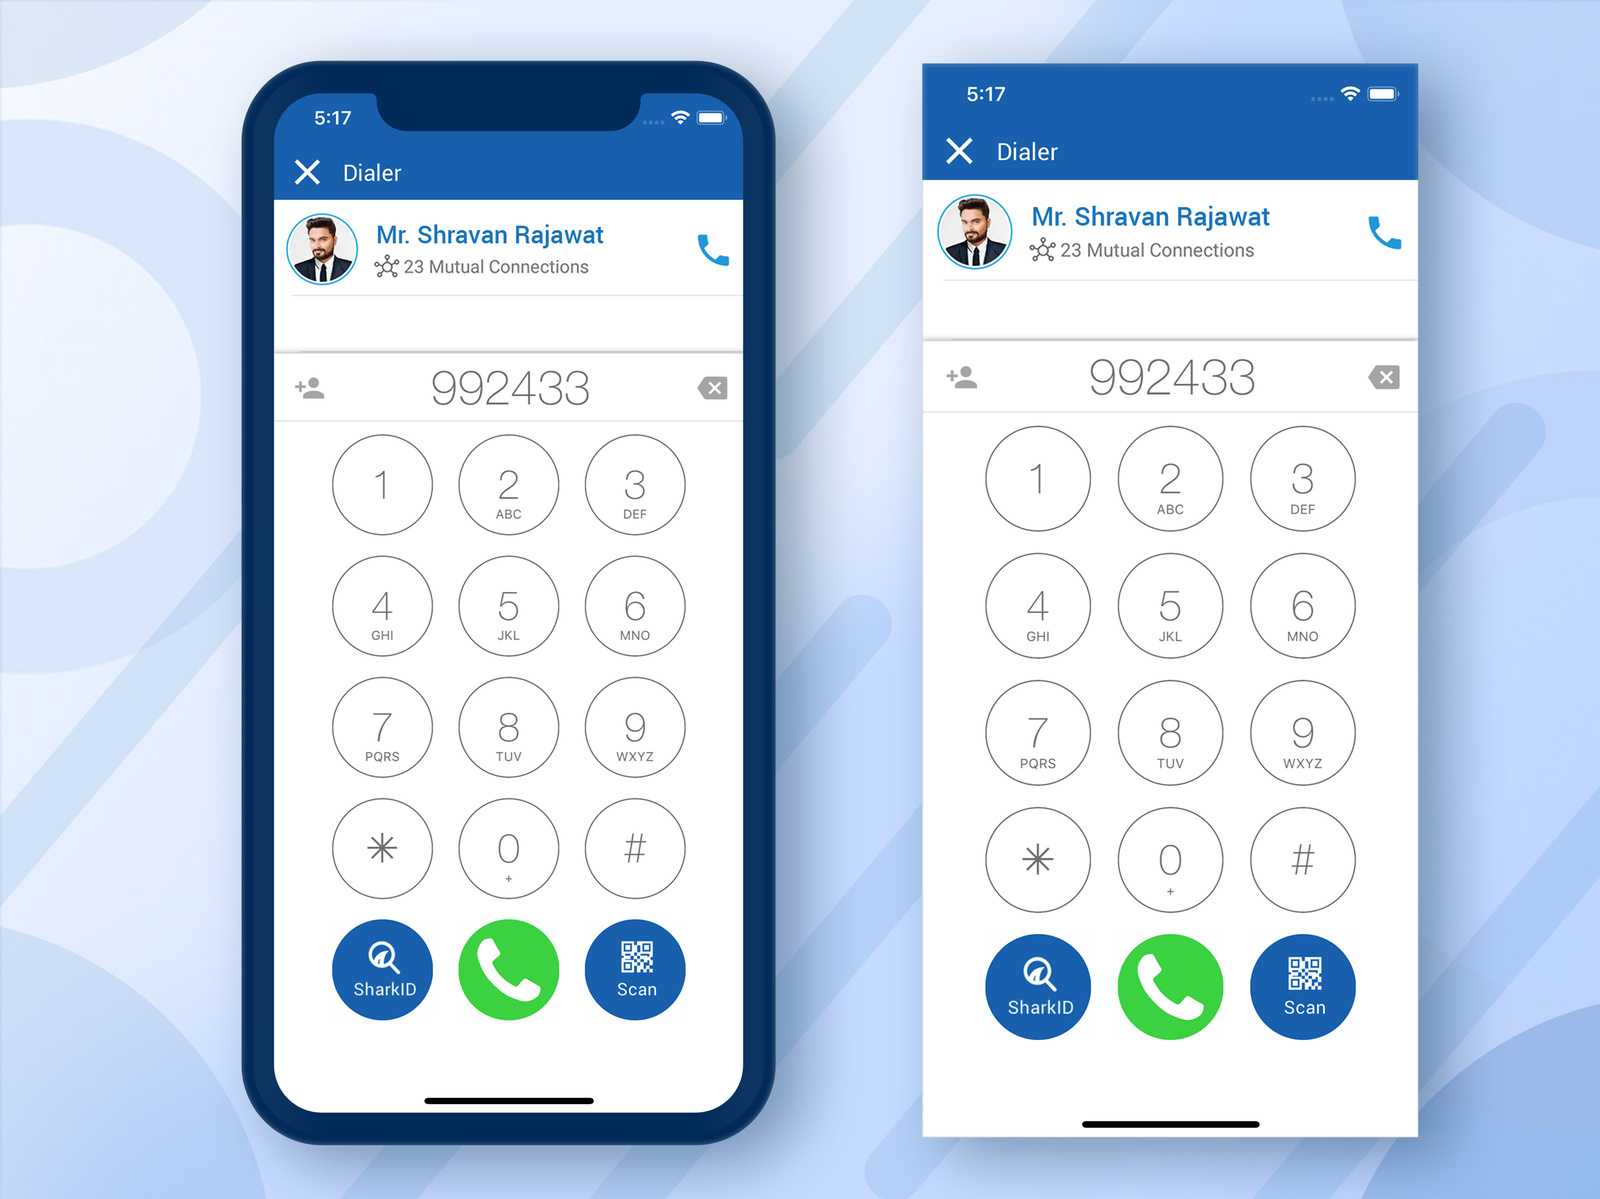 5:17
Dialer
Mr. Shravan Rajawat
23 Mutual Connections
992433
1 2 3
ABC DEF
4 5 6
GHI JKL MNO
7 8 9
PQRS TUV WXYZ
* 0 #
+
SharkID Scan
5:17
Dialer
Mr. Shravan Rajawat
23 Mutual Connections
992433
1 2 3
ABC DEF
4 5 6
GHI JKL MNO
7 8 9
PQRS TUV WXYZ
* 0 #
+
SharkID Scan